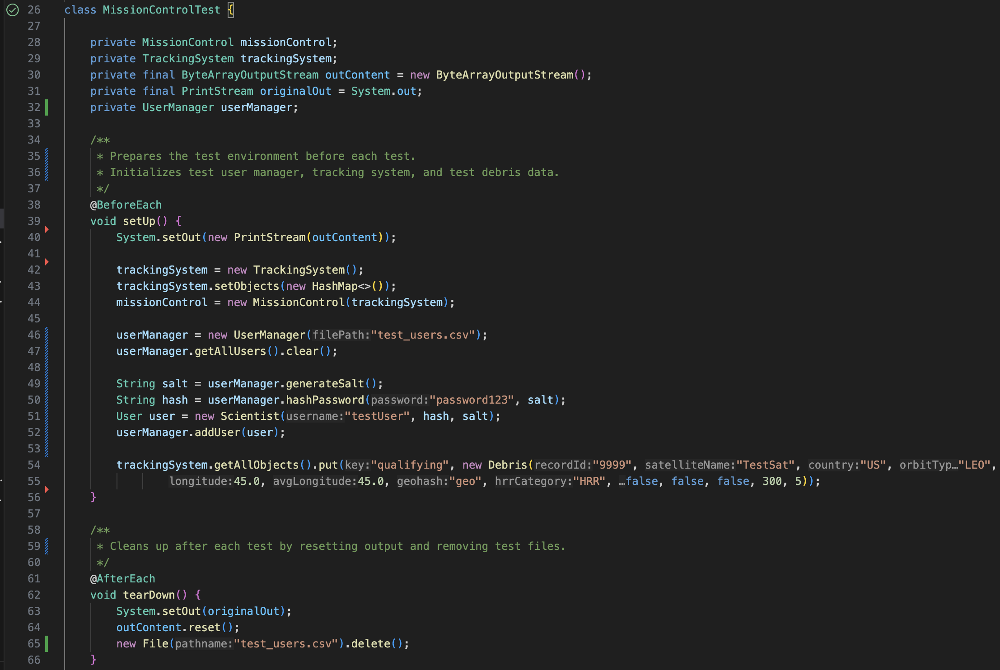 26 class MissionControlTest {
27
28 private MissionControl missionControl;
29 private TrackingSystem trackingSystem;
30 private final ByteArrayOutputStream outContent = new ByteArrayOutputStream();
31 private final PrintStream originalOut = System.out;
32 private UserManager userManager;
33
34 /**
35 * Prepares the test environment before each test.
36 * Initializes test user manager, tracking system, and test debris data.
37 */
38 @BeforeEach
39 void setUp() {
40 System.setOut(new PrintStream(outContent));
41
42 trackingSystem = new TrackingSystem();
43 trackingSystem.setObjects(new HashMap<>());
44 missionControl = new MissionControl(trackingSystem);
45
46 userManager = new UserManager(filePath:"test_users.csv");
47 userManager.getAllUsers().clear();
48
49 String salt = userManager.generateSalt();
50 String hash = userManager.hashPassword(password:"password123", salt);
51 User user = new Scientist(username:"testUser", hash, salt);
52 userManager.addUser(user);
53
54 trackingSystem.getAllObjects().put(key:"qualifying", new Debris(recordId:"9999", satelliteName:"TestSat", country:"US", orbitTyp…"LEO",
55 longitude:45.0, avgLongitude:45.0, geohash:"geo", hrrCategory:"HRR", …false, false, false, 300, 5));
56 }
57
58 /**
59 * Cleans up after each test by resetting output and removing test files.
60 */
61 @AfterEach
62 void tearDown() {
63 System.setOut(originalOut);
64 outContent.reset();
65 new File(pathname:"test_users.csv").delete();
66 }